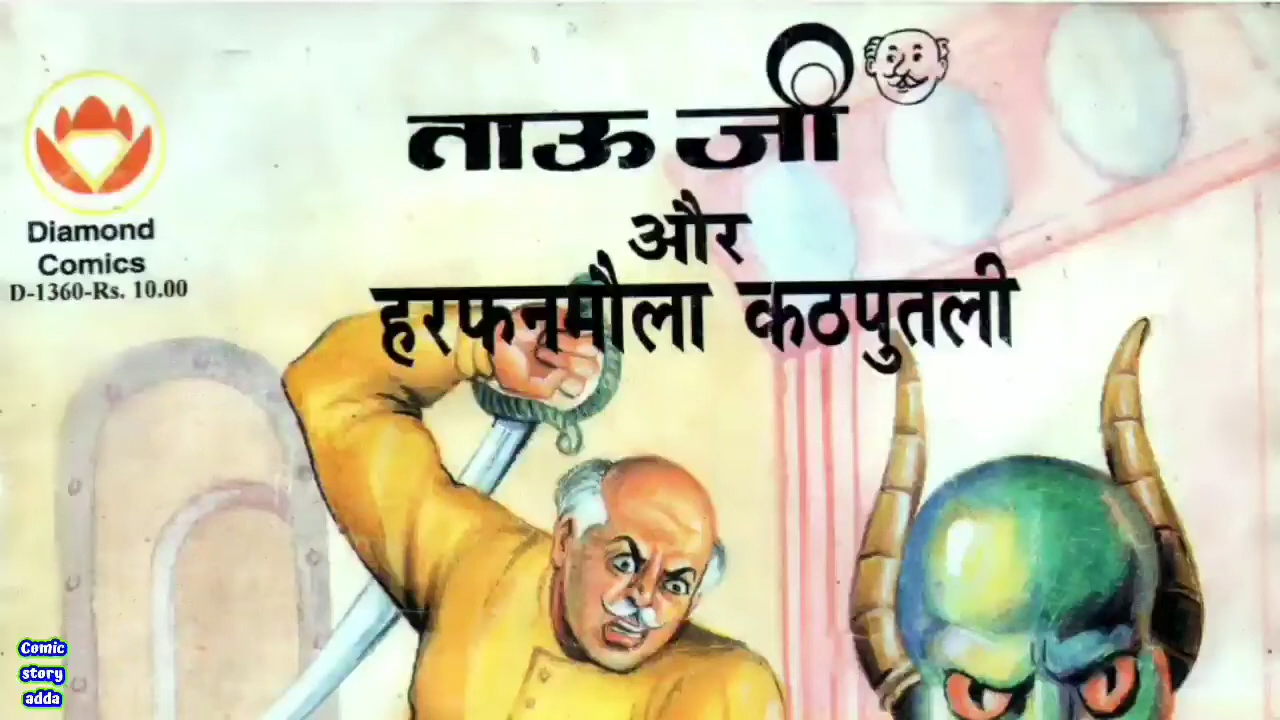 ताऊ जी
और
हरफनमौला कठपुतली
Diamond
Comics
D-1360-Rs. 10.00
Comic
story
adda